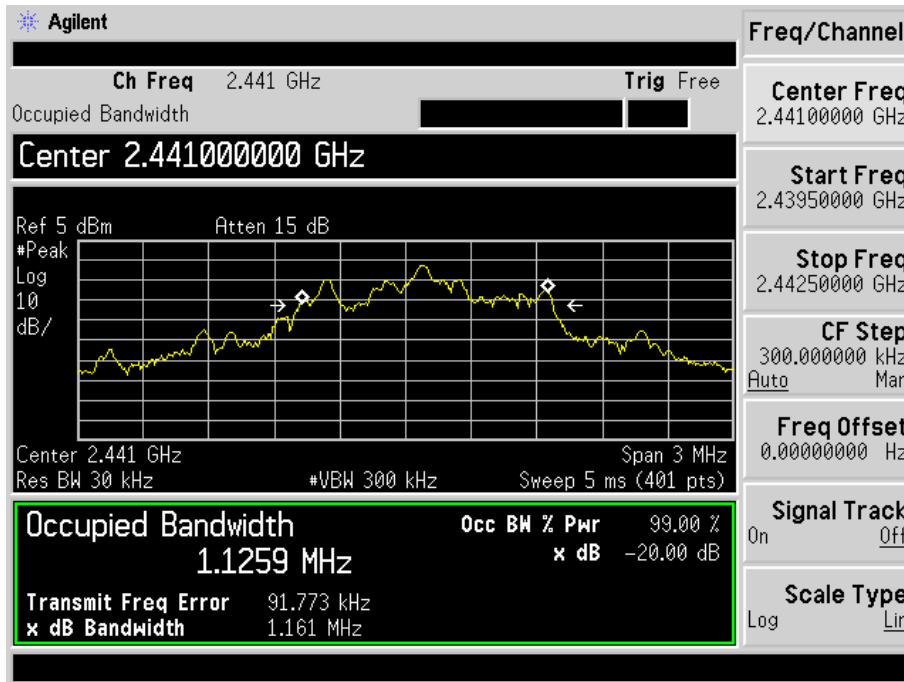 Agilent
Freq/Channel
Ch Freq 2.441 GHz Trig Free
Occupied Bandwidth
Center 2.441000000 GHz
Ref 5 dBm Atten 15 dB
#Peak
Log
10
dB/
Center 2.441 GHz Span 3 MHz
Res BW 30 kHz #VBW 300 kHz Sweep 5 ms (401 pts)
Occupied Bandwidth
1.1259 MHz
Occ BW % Pwr 99.00 %
x dB -20.00 dB
Transmit Freq Error 91.773 kHz
x dB Bandwidth 1.161 MHz
Center Freq
2.44100000 GHz
Start Freq
2.43950000 GHz
Stop Freq
2.44250000 GHz
CF Step
300.000000 kHz
Auto Man
Freq Offset
0.00000000 Hz
Signal Track
On Off
Scale Type
Log Lin